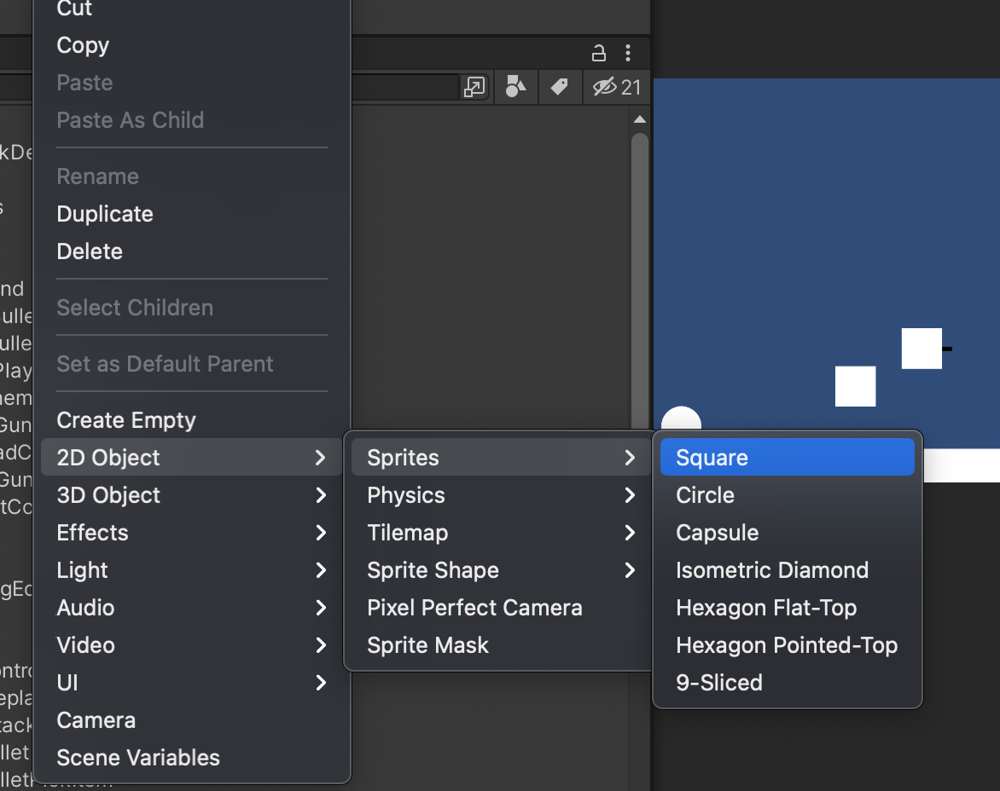 Cut
Copy
Paste
Paste As Child
Rename
Duplicate
Delete
Select Children
Set as Default Parent
Create Empty
2D Object
3D Object
Effects
Light
Audio
Video
UI
Camera
Scene Variables
Sprites
Physics
Tilemap
Sprite Shape
Pixel Perfect Camera
Sprite Mask
Square
Circle
Capsule
Isometric Diamond
Hexagon Flat-Top
Hexagon Pointed-Top
9-Sliced
21